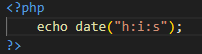 <?php
echo date("h:i:s");
?>